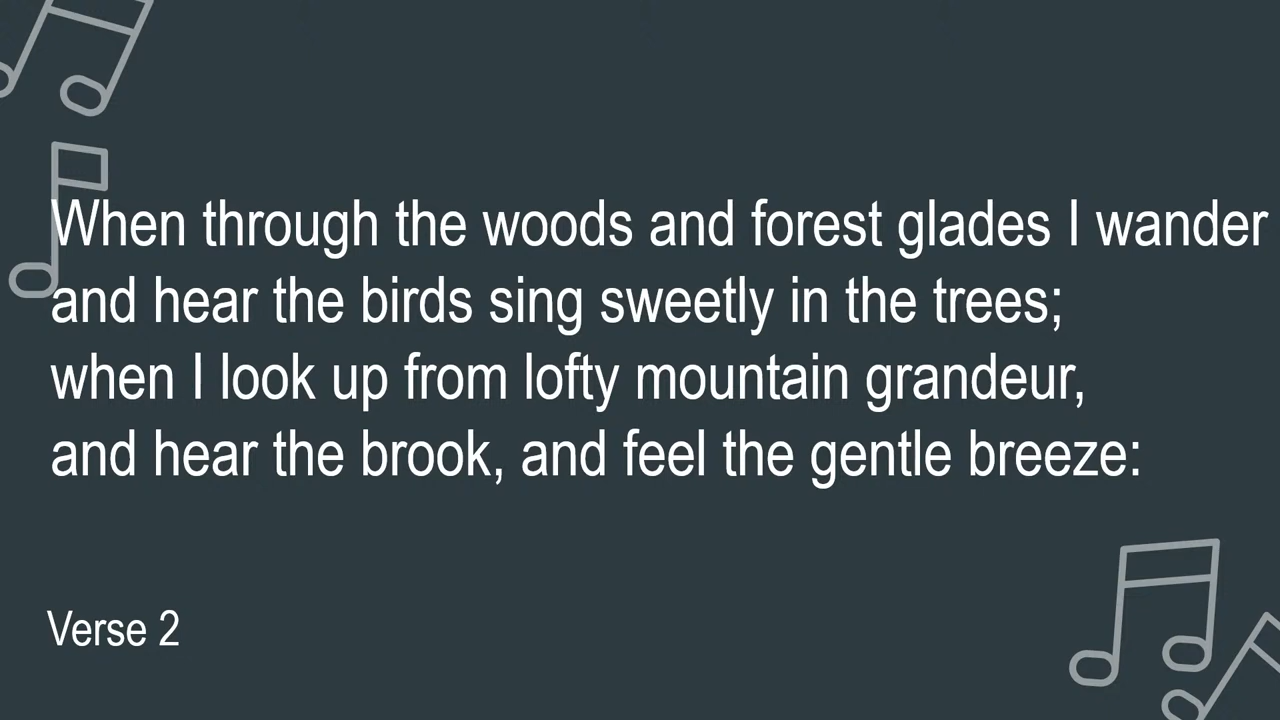 When through the woods and forest glades I wander
and hear the birds sing sweetly in the trees;
when I look up from lofty mountain grandeur,
and hear the brook, and feel the gentle breeze:
Verse 2